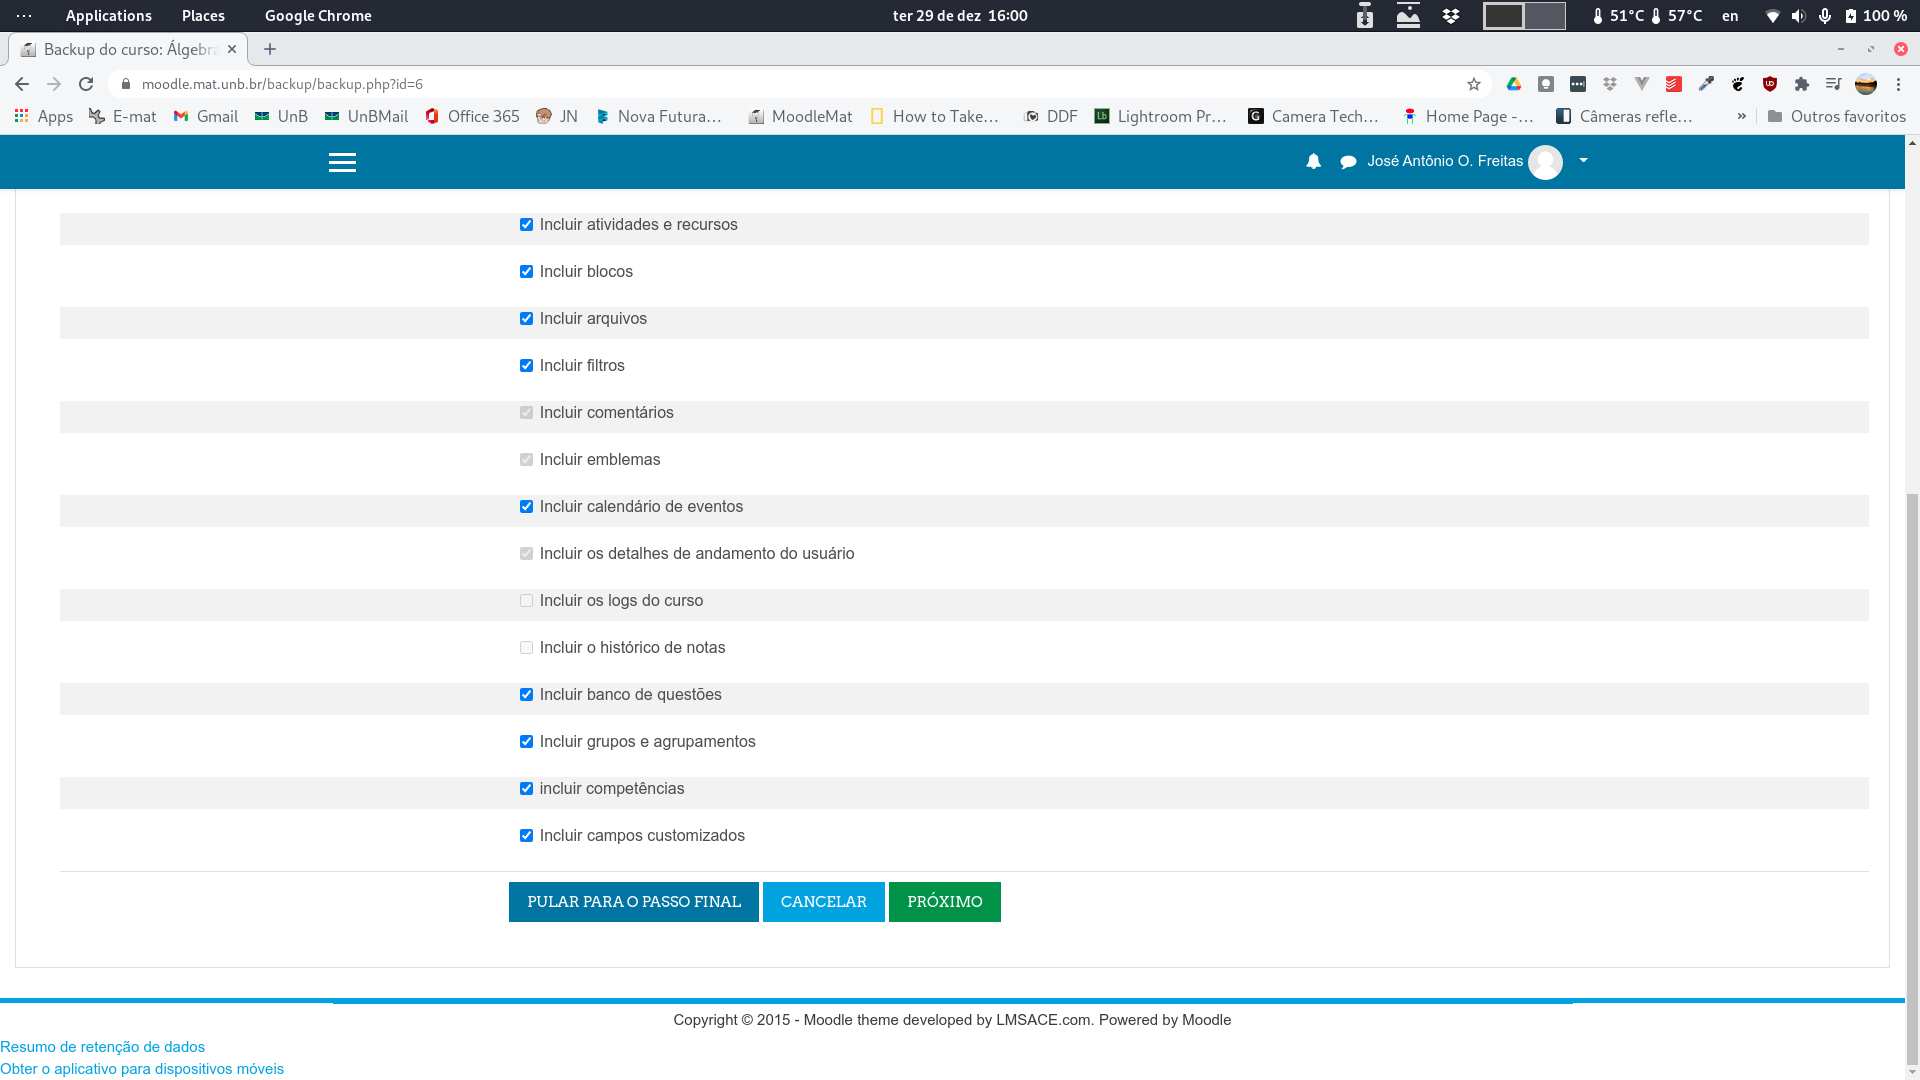 Applications Places Google Chrome ter 29 de dez 16:00 51°C 57°C en 100 %
Backup do curso: Álgebra
moodle.mat.unb.br/backup/backup.php?id=6
Apps E-mat Gmail UnB UnBMail Office 365 JN Nova Futura… MoodleMat How to Take… DDF Lightroom Pr… Camera Tech… Home Page -… Câmeras refle… » Outros favoritos
José Antônio O. Freitas
Incluir atividades e recursos
Incluir blocos
Incluir arquivos
Incluir filtros
Incluir comentários
Incluir emblemas
Incluir calendário de eventos
Incluir os detalhes de andamento do usuário
Incluir os logs do curso
Incluir o histórico de notas
Incluir banco de questões
Incluir grupos e agrupamentos
incluir competências
Incluir campos customizados
PULAR PARA O PASSO FINAL CANCELAR PRÓXIMO
Copyright © 2015 - Moodle theme developed by LMSACE.com. Powered by Moodle
Resumo de retenção de dados
Obter o aplicativo para dispositivos móveis